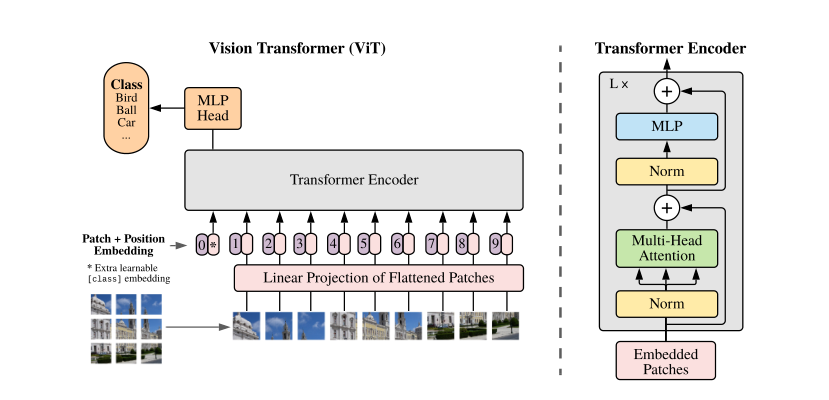 Vision Transformer (ViT)
Class
Bird
Ball
Car
...
MLP
Head
Transformer Encoder
Patch + Position
Embedding
0 * 1 2 3 4 5 6 7 8 9
* Extra learnable
[class] embedding
Linear Projection of Flattened Patches
Transformer Encoder
L ×
+
MLP
Norm
+
Multi-Head
Attention
Norm
Embedded
Patches